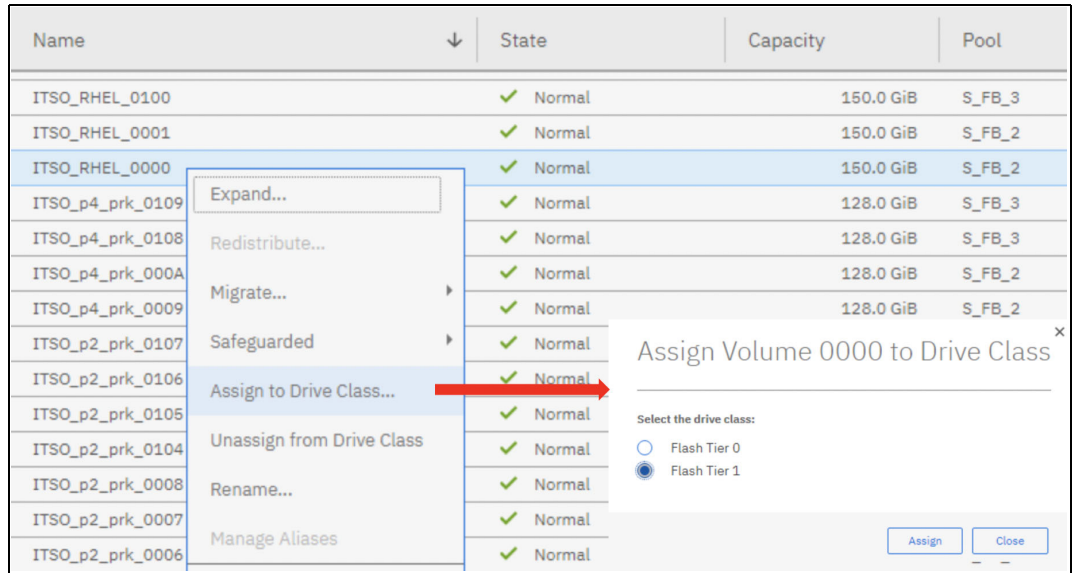 Name State Capacity Pool
ITSO_RHEL_0100 Normal 150.0 GiB S_FB_3
ITSO_RHEL_0001 Normal 150.0 GiB S_FB_2
ITSO_RHEL_0000 Normal 150.0 GiB S_FB_2
ITSO_p4_prk_0109 Normal 128.0 GiB S_FB_3
ITSO_p4_prk_0108 Normal 128.0 GiB S_FB_3
ITSO_p4_prk_000A Normal 128.0 GiB S_FB_2
ITSO_p4_prk_0009 Normal 128.0 GiB S_FB_2
ITSO_p2_prk_0107 Normal
ITSO_p2_prk_0106 Normal
ITSO_p2_prk_0105 Normal
ITSO_p2_prk_0104 Normal
ITSO_p2_prk_0008 Normal
ITSO_p2_prk_0007 Normal
ITSO_p2_prk_0006 Normal
Expand...
Redistribute...
Migrate...
Safeguarded
Assign to Drive Class...
Unassign from Drive Class
Rename...
Manage Aliases
Assign Volume 0000 to Drive Class
Select the drive class:
Flash Tier 0
Flash Tier 1
Assign Close